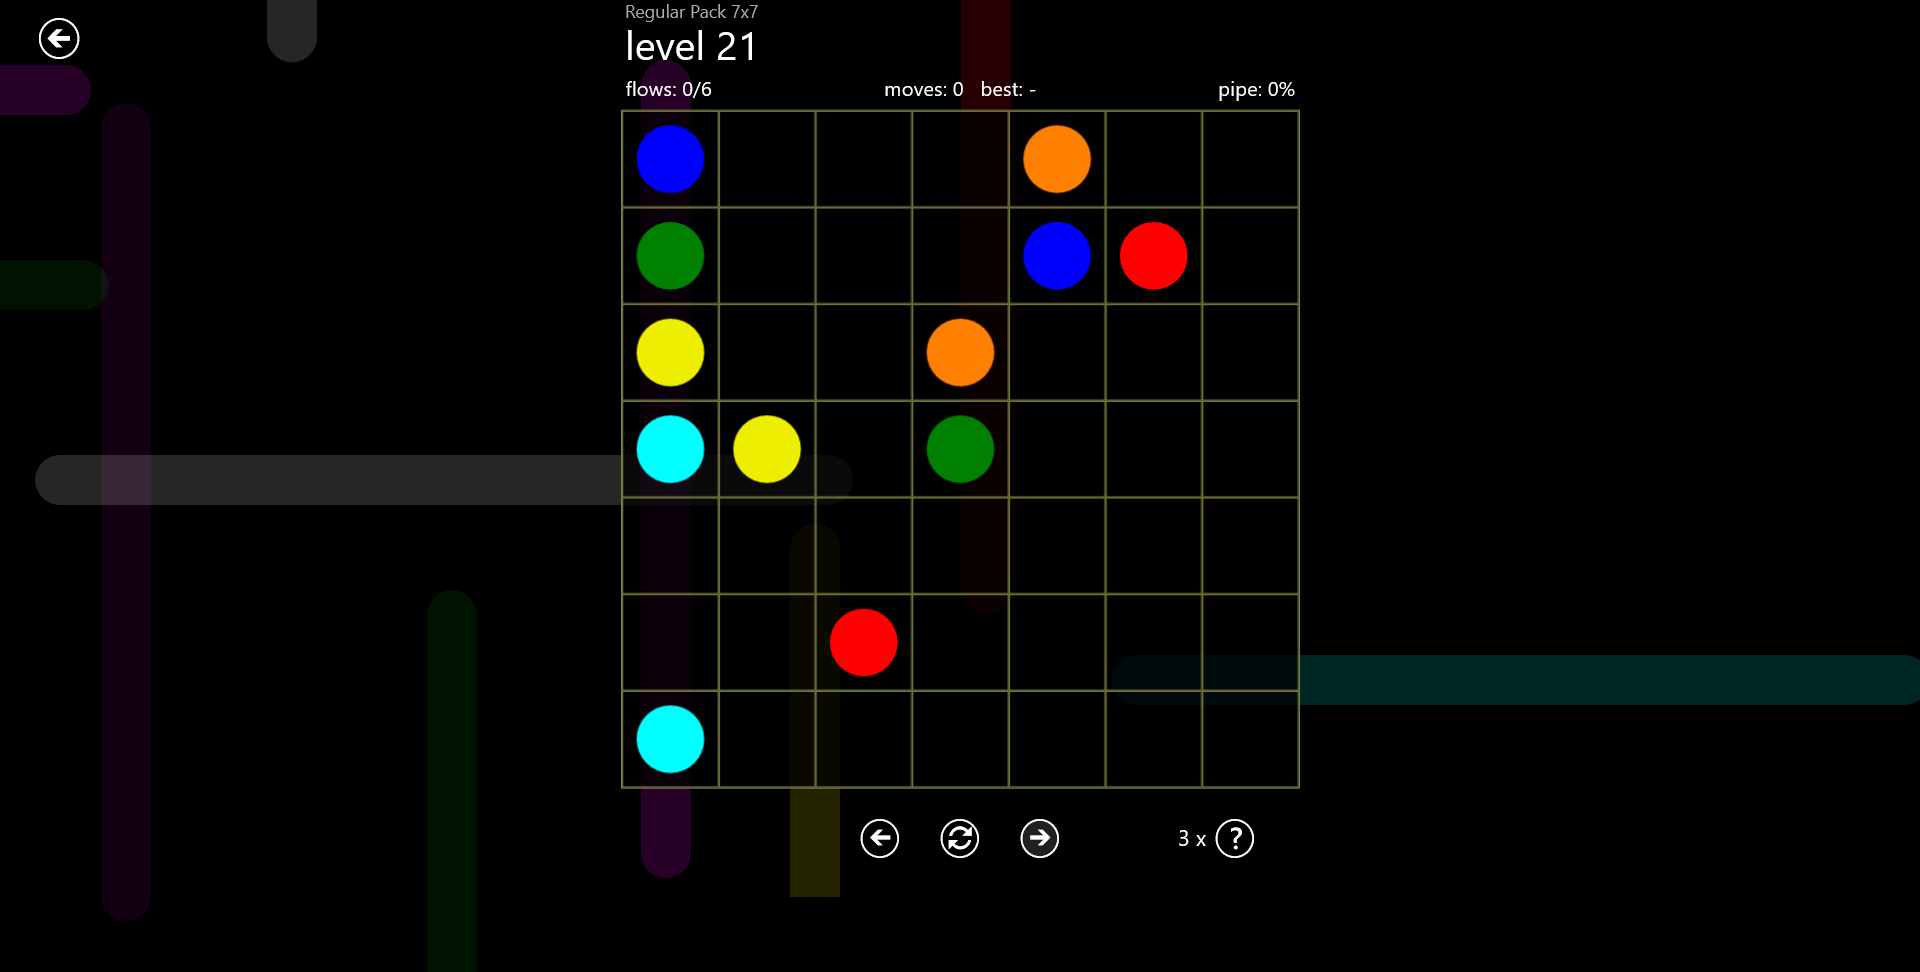 Regular Pack 7x7
level 21
flows: 0/6 moves: 0 best: - pipe: 0%
3 x ?